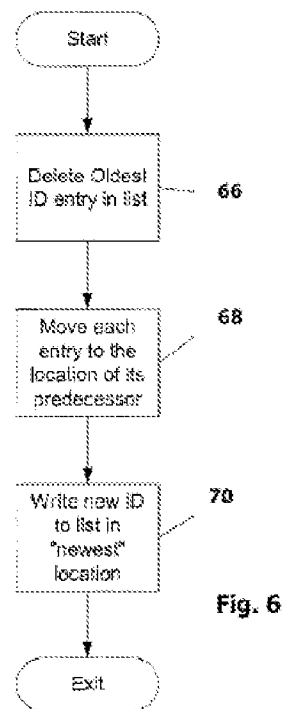 Start
Delete Oldest
ID entry in list
66
Move each
entry to the
location of its
predecessor
68
Write new ID
to list in
"newest"
location
70
Fig. 6
Exit